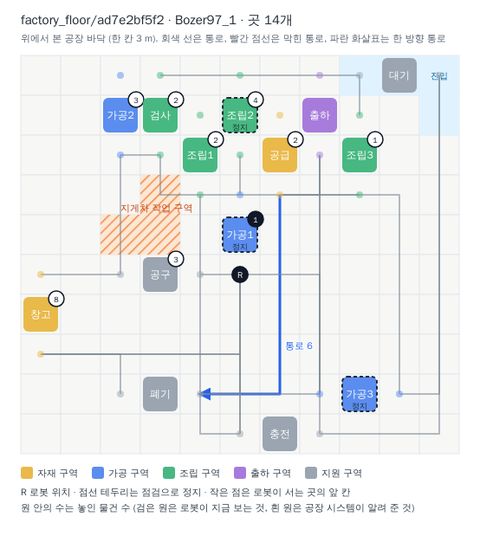 factory_floor/ad7e2bf5f2 · Bozer97_1 · 곳 14개
위에서 본 공장 바닥 (한 칸 3 m). 회색 선은 통로, 빨간 점선은 막힌 통로, 파란 화살표는 한 방향 통로
대기
진입
가공2
3
검사
2
조립2
4
정지
출하
조립1
2
공급
2
조립3
1
지게차 작업 구역
가공1
1
정지
공구
3
R
창고
8
통로 6
폐기
가공3
정지
충전
자재 구역
가공 구역
조립 구역
출하 구역
지원 구역
R 로봇 위치 · 점선 테두리는 점검으로 정지 · 작은 점은 로봇이 서는 곳의 앞 칸
원 안의 수는 놓인 물건 수 (검은 원은 로봇이 지금 보는 것, 흰 원은 공장 시스템이 알려 준 것)